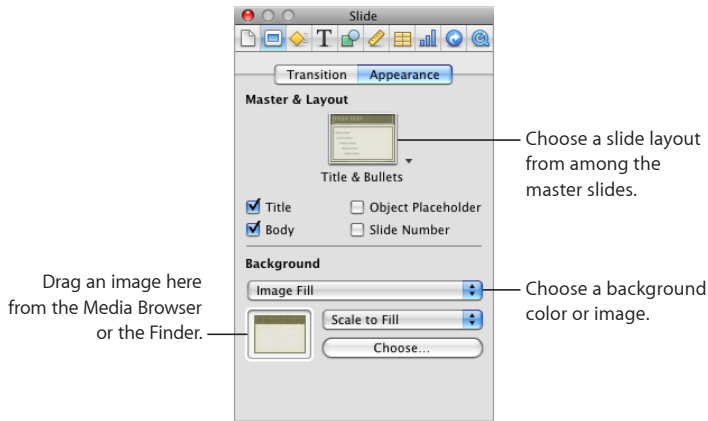 Slide
T
Transition
Appearance
Master & Layout
TITLE TEXT
Title & Bullets
Title
Object Placeholder
Body
Slide Number
Choose a slide layout
from among the
master slides.
Background
Image Fill
Scale to Fill
Choose...
Drag an image here
from the Media Browser
or the Finder.
Choose a background
color or image.